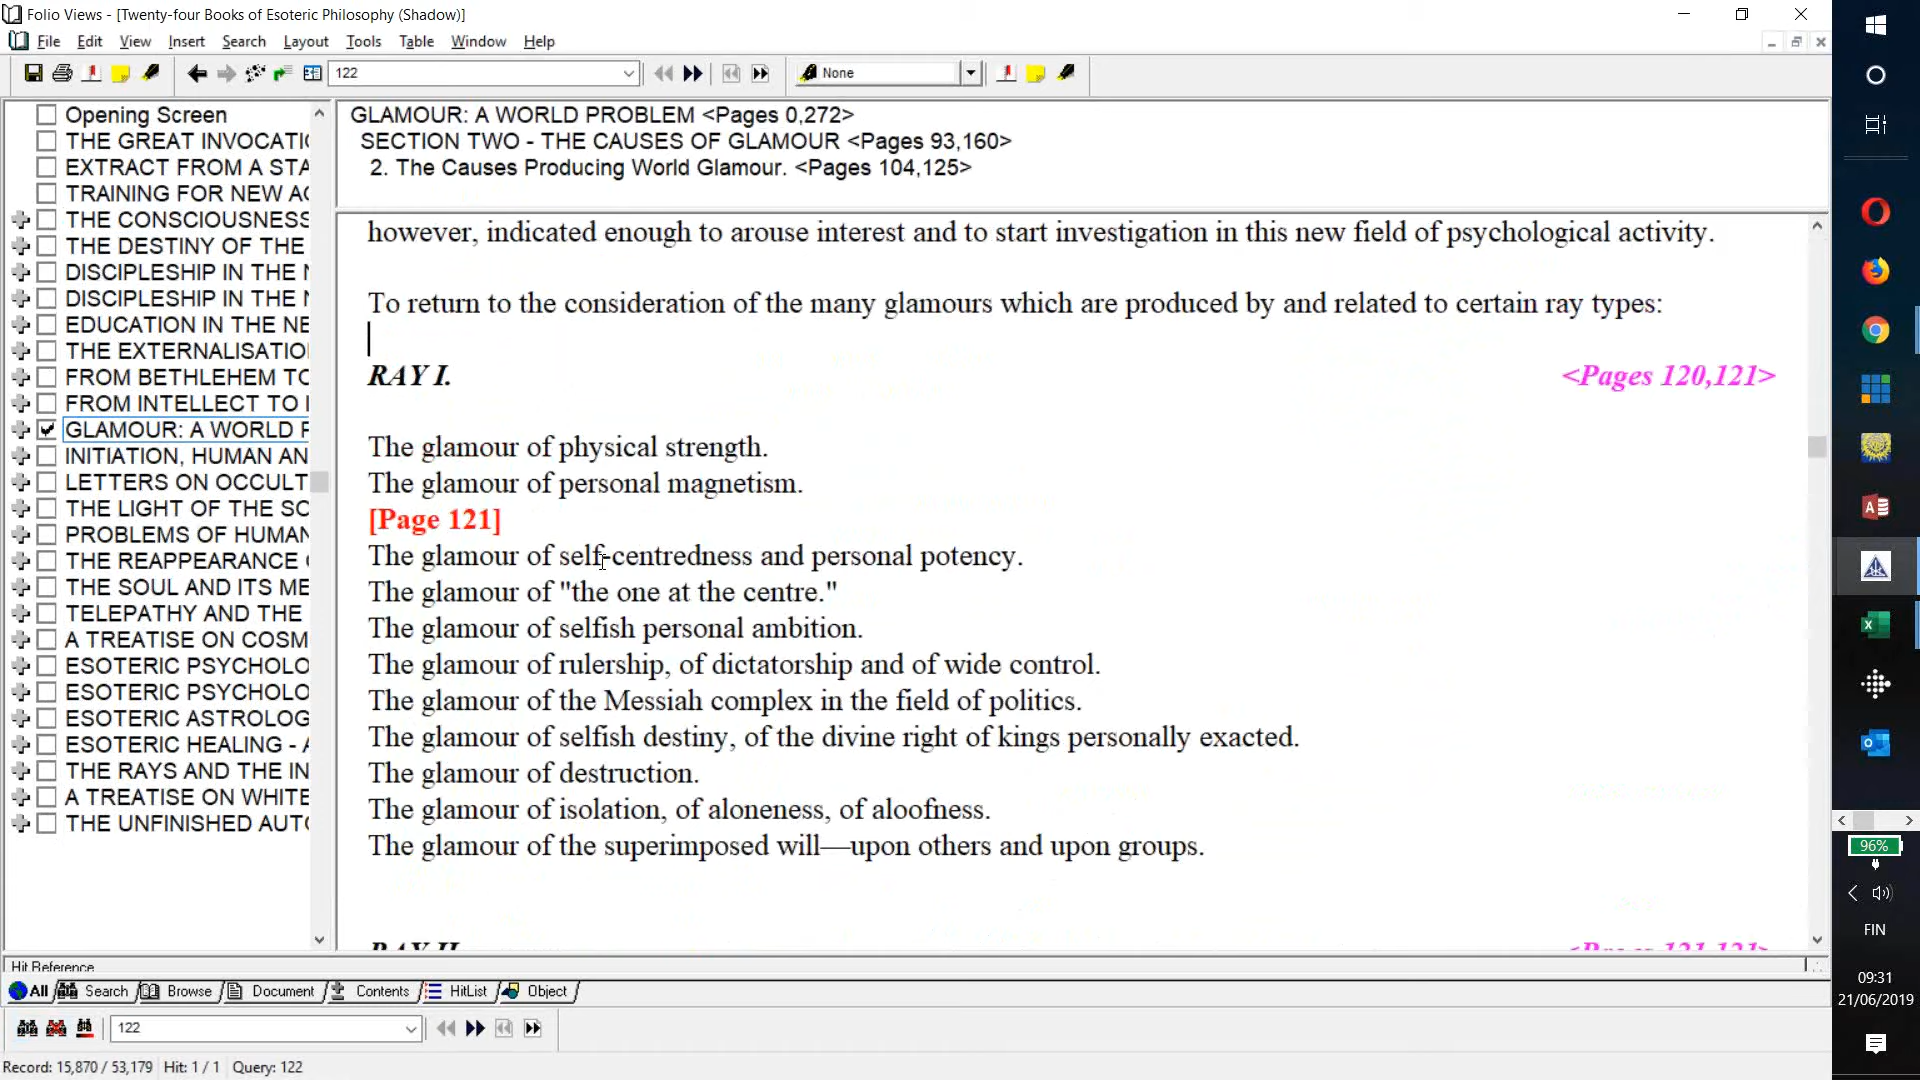 Folio Views - [Twenty-four Books of Esoteric Philosophy (Shadow)]
File Edit View Insert Search Layout Tools Table Window Help
122
None
Opening Screen
THE GREAT INVOCATI
EXTRACT FROM A STA
TRAINING FOR NEW A
THE CONSCIOUSNESS
THE DESTINY OF THE
DISCIPLESHIP IN THE N
DISCIPLESHIP IN THE N
EDUCATION IN THE NE
THE EXTERNALISATIO
FROM BETHLEHEM TO
FROM INTELLECT TO I
GLAMOUR: A WORLD P
INITIATION, HUMAN AN
LETTERS ON OCCULT
THE LIGHT OF THE SO
PROBLEMS OF HUMAN
THE REAPPEARANCE
THE SOUL AND ITS ME
TELEPATHY AND THE
A TREATISE ON COSM
ESOTERIC PSYCHOLO
ESOTERIC PSYCHOLO
ESOTERIC ASTROLOG
ESOTERIC HEALING - A
THE RAYS AND THE IN
A TREATISE ON WHITE
THE UNFINISHED AUTO
GLAMOUR: A WORLD PROBLEM <Pages 0,272>
SECTION TWO - THE CAUSES OF GLAMOUR <Pages 93,160>
2. The Causes Producing World Glamour. <Pages 104,125>
however, indicated enough to arouse interest and to start investigation in this new field of psychological activity.
To return to the consideration of the many glamours which are produced by and related to certain ray types:
RAY I. <Pages 120,121>
The glamour of physical strength.
The glamour of personal magnetism.
[Page 121]
The glamour of self-centredness and personal potency.
The glamour of "the one at the centre."
The glamour of selfish personal ambition.
The glamour of rulership, of dictatorship and of wide control.
The glamour of the Messiah complex in the field of politics.
The glamour of selfish destiny, of the divine right of kings personally exacted.
The glamour of destruction.
The glamour of isolation, of aloneness, of aloofness.
The glamour of the superimposed will—upon others and upon groups.
RAY II. <Pages 121,121>
Hit Reference
All Search Browse Document Contents HitList Object
122
Record: 15,870 / 53,179 Hit: 1 / 1 Query: 122
96%
FIN
09:31
21/06/2019